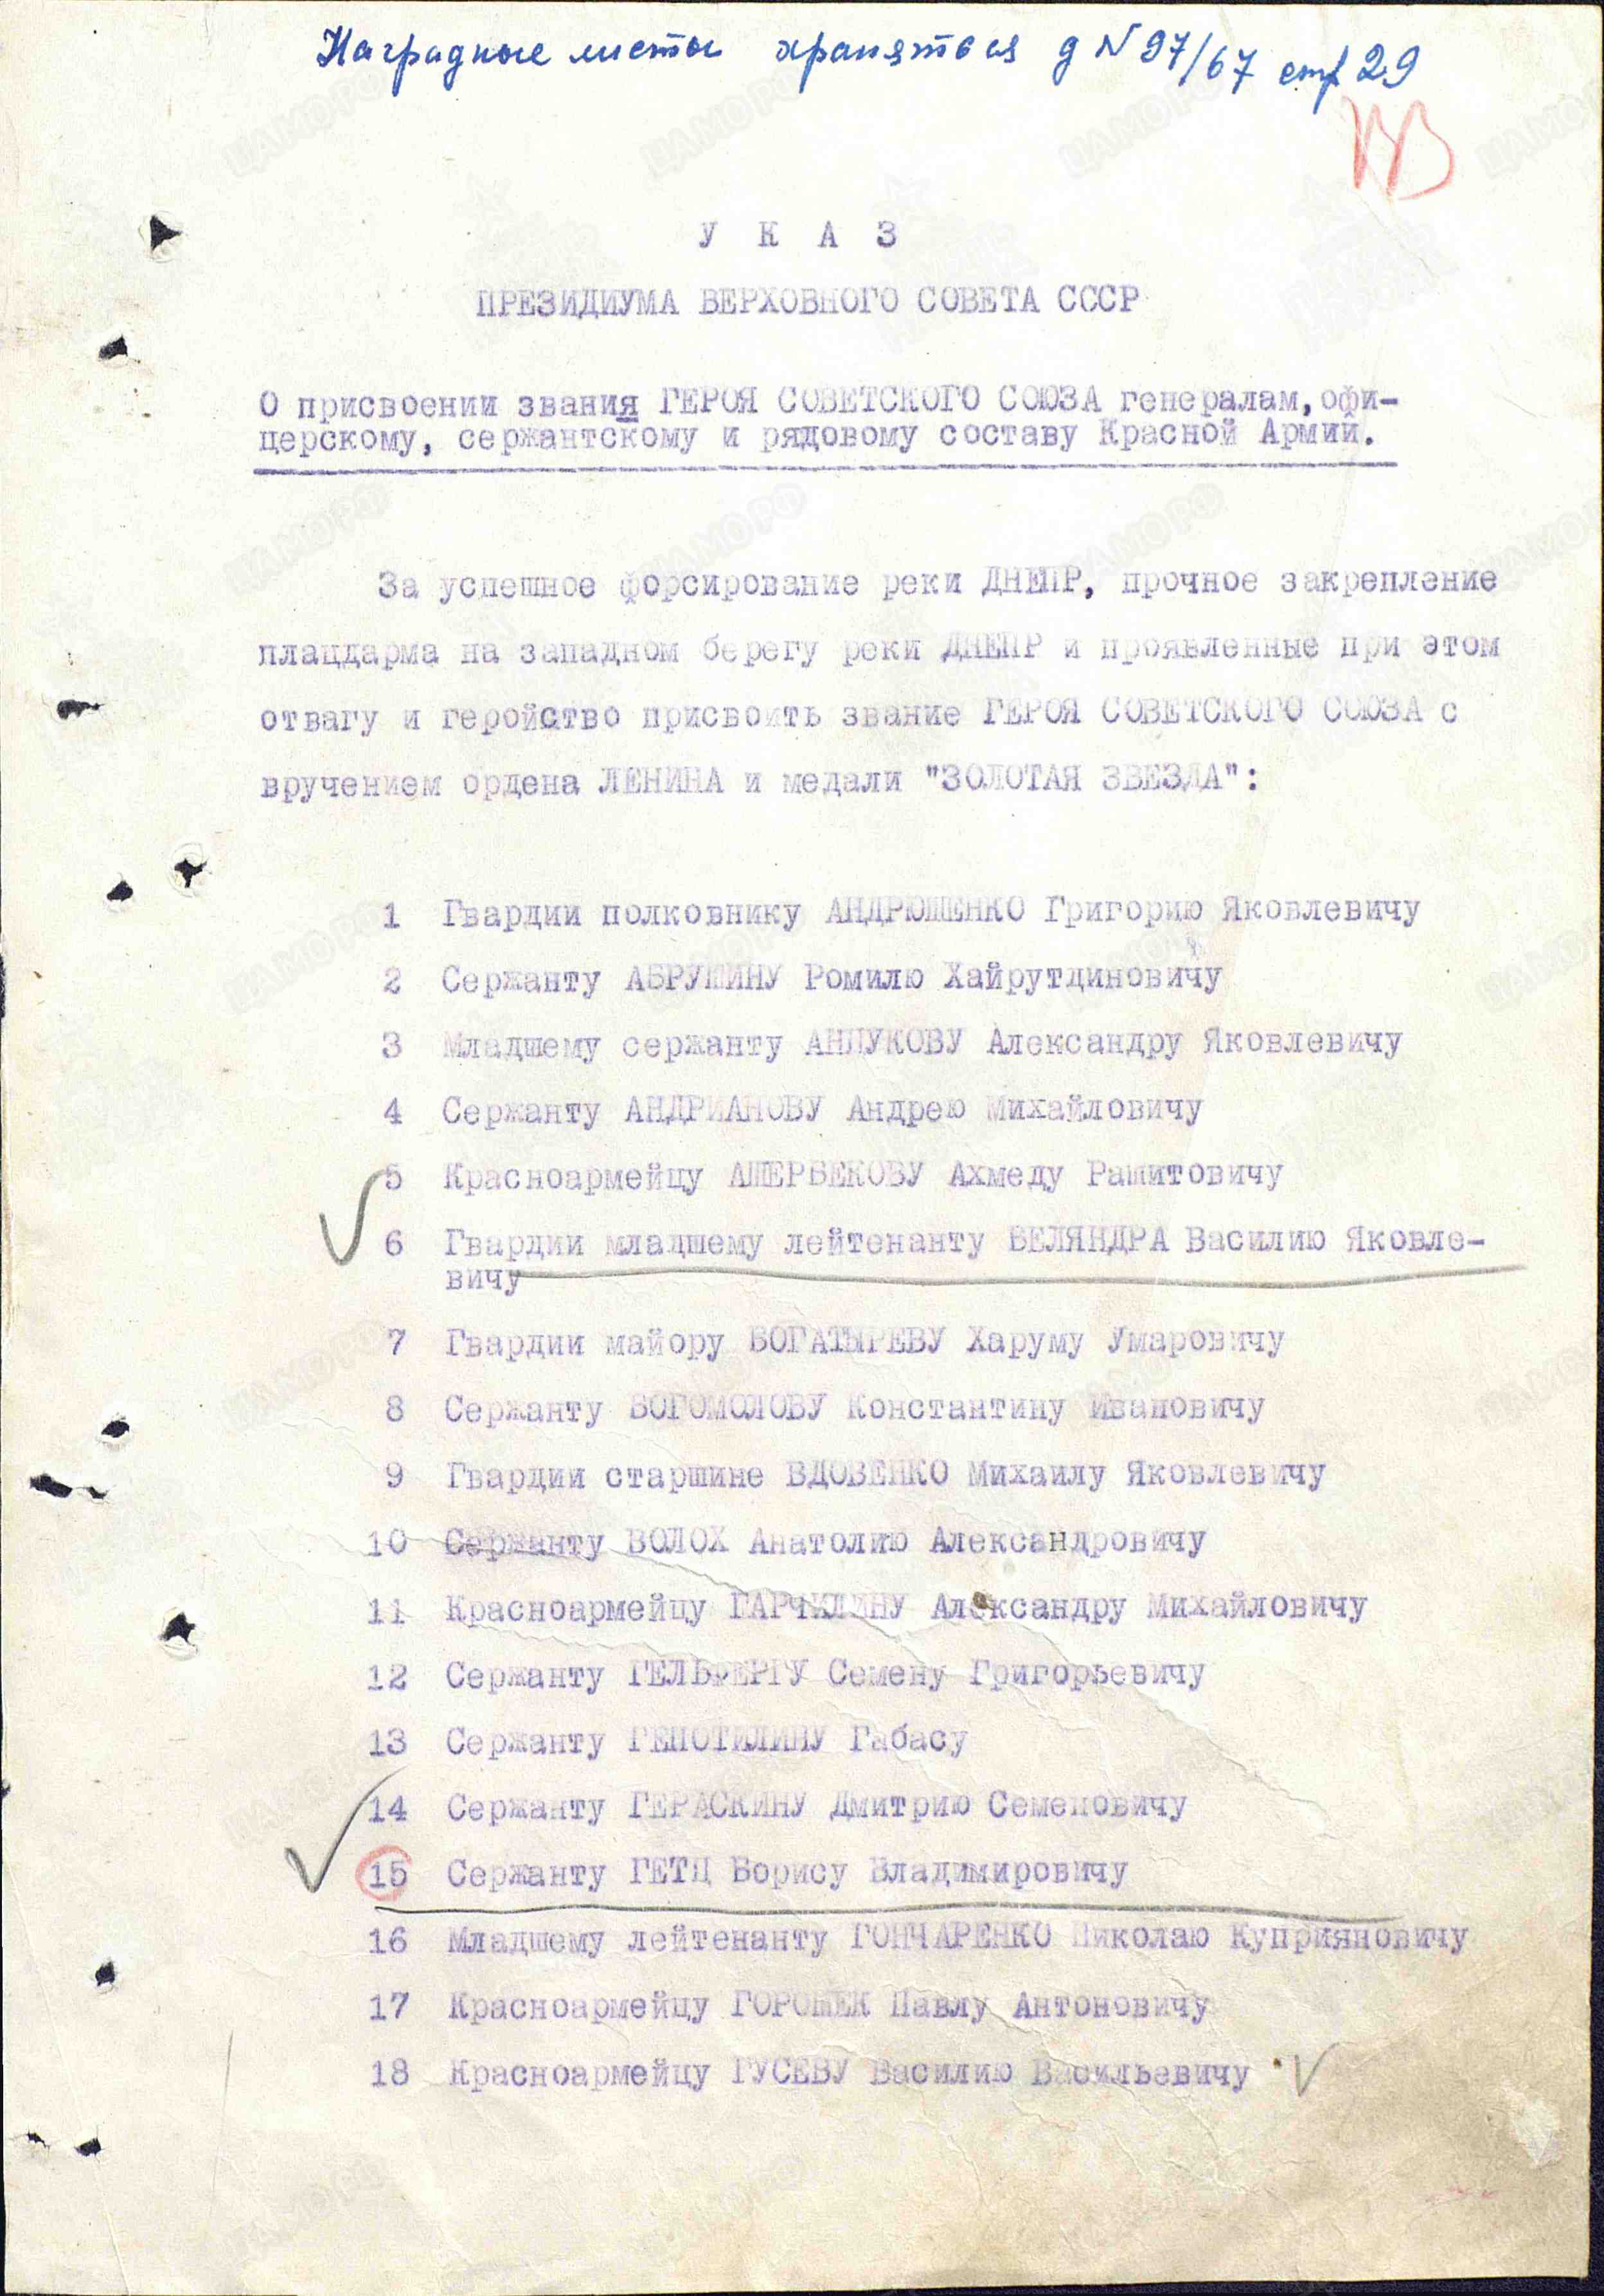 Наградные листы хранятся д N 97/67 стр 29
У К А З
ПРЕЗИДИУМА ВЕРХОВНОГО СОВЕТА СССР
О присвоении звания ГЕРОЯ СОВЕТСКОГО СОЮЗА генералам, офи-
церскому, сержантскому и рядовому составу Красной Армии.
За успешное форсирование реки ДНЕПР, прочное закрепление
плацдарма на западном берегу реки ДНЕПР и проявленные при этом
отвагу и геройство присвоить звание ГЕРОЯ СОВЕТСКОГО СОЮЗА с
вручением ордена ЛЕНИНА и медали "ЗОЛОТАЯ ЗВЕЗДА":
1 Гвардии полковнику АНДРЮЩЕНКО Григорию Яковлевичу
2 Сержанту Ромилю Хайрутдиновичу
3 Младшему сержанту АНПУКОВУ Александру Яковлевичу
4 Сержанту АНДРИАНОВУ Андрею Михайловичу
5 Красноармейцу АШЕРБЕКОВУ Ахмеду Рашитовичу
6 Гвардии младшему лейтенанту БЕЛЯНДРА Василию Яковле-
вичу
7 Гвардии майору БОГАТЫРЕВУ Харуму Умаровичу
8 Сержанту БОГОМОЛОВУ Константину Ивановичу
9 Гвардии старшине ВДОВЕНКО Михаилу Яковлевичу
10 Сержанту ВОЛОХ Анатолию Александровичу
11 Красноармейцу Александру Михайловичу
12 Сержанту ГЕЛЬФЕРГУ Семену Григорьевичу
13 Сержанту Габасу
14 Сержанту ГЕРАСКИНУ Дмитрию Семеновичу
15 Сержанту ГЕТЦ Борису Владимировичу
16 Младшему лейтенанту ГОНЧАРЕНКО Николаю Куприяновичу
17 Красноармейцу ГОРОШЕК Павлу Антоновичу
18 Красноармейцу ГУСЕВУ Василию Васильевичу
ЦАМО РФ